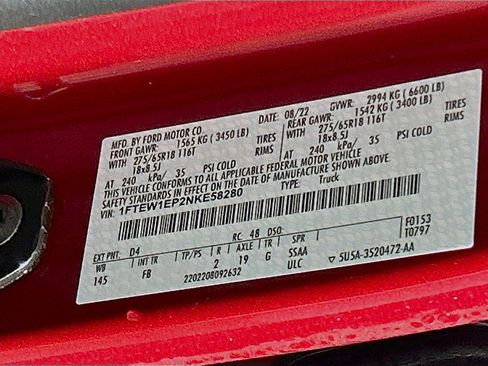 MFD. BY FORD MOTOR CO
DATE: 08/22 GVWR: 2994 KG ( 6600 LB)
FRONT GAWR: 1565 KG ( 3450 LB) REAR GAWR: 1542 KG ( 3400 LB)
WITH 275/65R18 116T TIRES WITH 275/65R18 116T TIRES
18x8.5J RIMS 18x8.5J RIMS
AT 240 kPa/ 35 PSI COLD AT 240 kPa/ 35 PSI COLD
THIS VEHICLE CONFORMS TO ALL APPLICABLE FEDERAL MOTOR VEHICLE
SAFETY STANDARDS IN EFFECT ON THE DATE OF MANUFACTURE SHOWN ABOVE.
VIN: 1FTEW1EP2NKE58280 TYPE: Truck
EXT PNT: D4 RC: 48 DSO: F0153
WB INT TR TP/PS R AXLE TR SPR T0797
145 FB 2 19 G SSAA
2202208092632 ULC ▽ 5U5A-3520472-AA